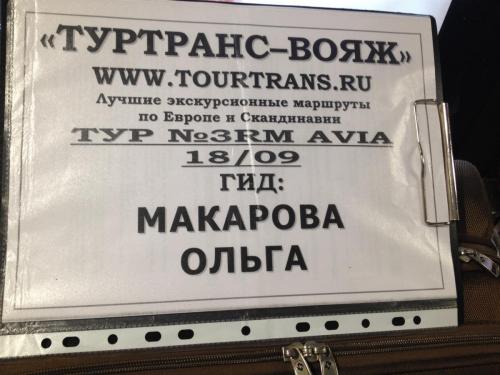 «ТУРТРАНС–ВОЯЖ»
WWW.TOURTRANS.RU
Лучшие экскурсионные маршруты
по Европе и Скандинавии
ТУР №3RM AVIA
18/09
ГИД:
МАКАРОВА
ОЛЬГА